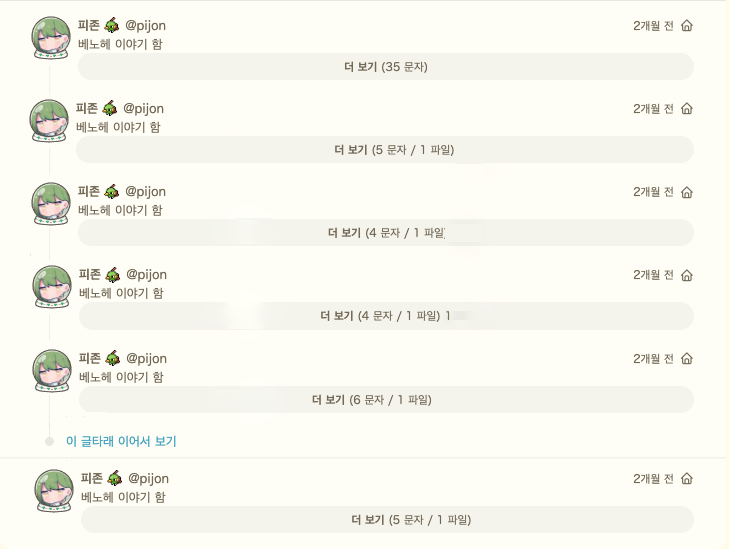 피존 @pijon 2개월 전
베노헤 이야기 함
더 보기 (35 문자)
피존 @pijon 2개월 전
베노헤 이야기 함
더 보기 (5 문자 / 1 파일)
피존 @pijon 2개월 전
베노헤 이야기 함
더 보기 (4 문자 / 1 파일
피존 @pijon 2개월 전
베노헤 이야기 함
더 보기 (4 문자 / 1 파일) 1
피존 @pijon 2개월 전
베노헤 이야기 함
더 보기 (6 문자 / 1 파일)
이 글타래 이어서 보기
피존 @pijon 2개월 전
베노헤 이야기 함
더 보기 (5 문자 / 1 파일)